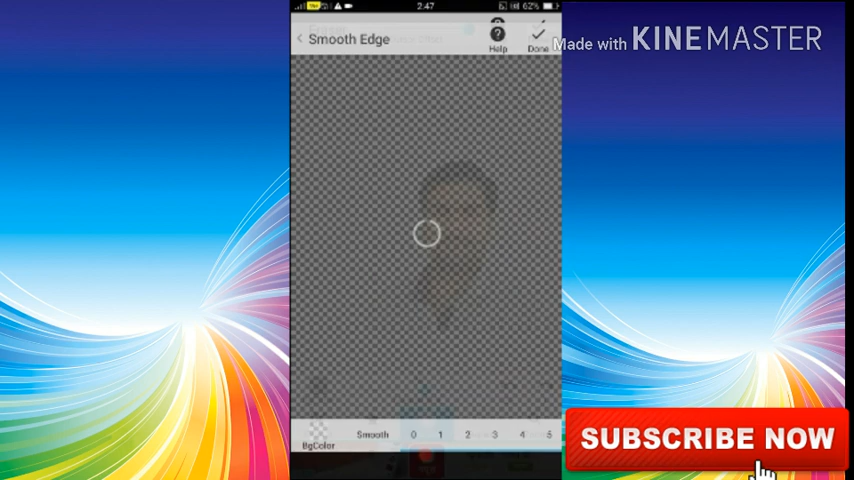 2:47
62%
Smooth Edge
Help
Done
Made with KINEMASTER
BgColor
Smooth 0 1 2 3 4 5
SUBSCRIBE NOW